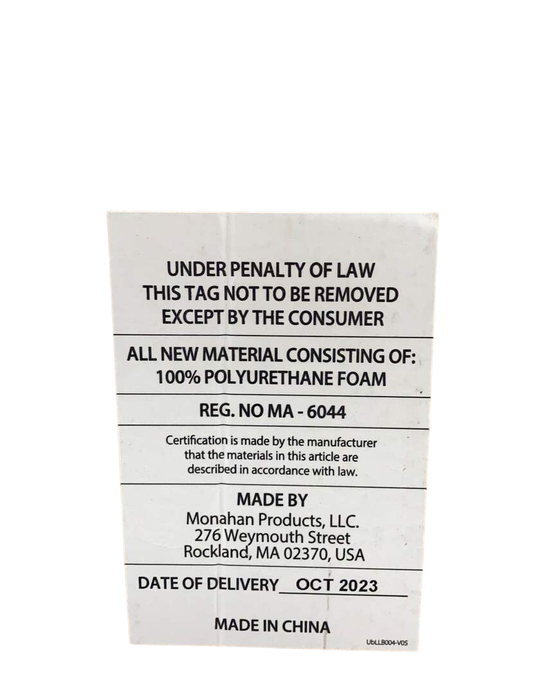 UNDER PENALTY OF LAW
THIS TAG NOT TO BE REMOVED
EXCEPT BY THE CONSUMER
ALL NEW MATERIAL CONSISTING OF:
100% POLYURETHANE FOAM
REG. NO MA - 6044
Certification is made by the manufacturer
that the materials in this article are
described in accordance with law.
MADE BY
Monahan Products, LLC.
276 Weymouth Street
Rockland, MA 02370, USA
DATE OF DELIVERY OCT 2023
MADE IN CHINA
UbLLB004-V05